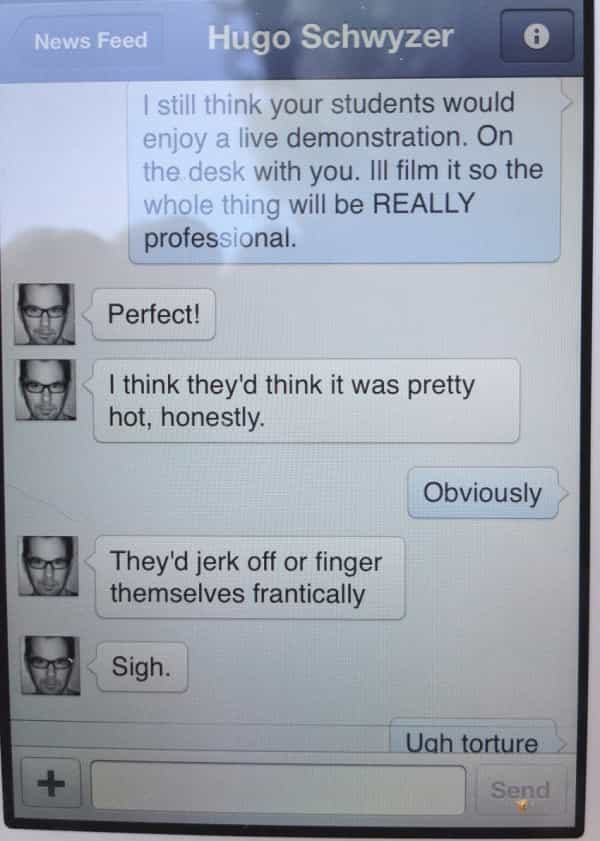 News Feed
Hugo Schwyzer
I still think your students would
enjoy a live demonstration. On
the desk with you. Ill film it so the
whole thing will be REALLY
professional.
Perfect!
I think they'd think it was pretty
hot, honestly.
Obviously
They'd jerk off or finger
themselves frantically
Sigh.
Ugh torture
Send